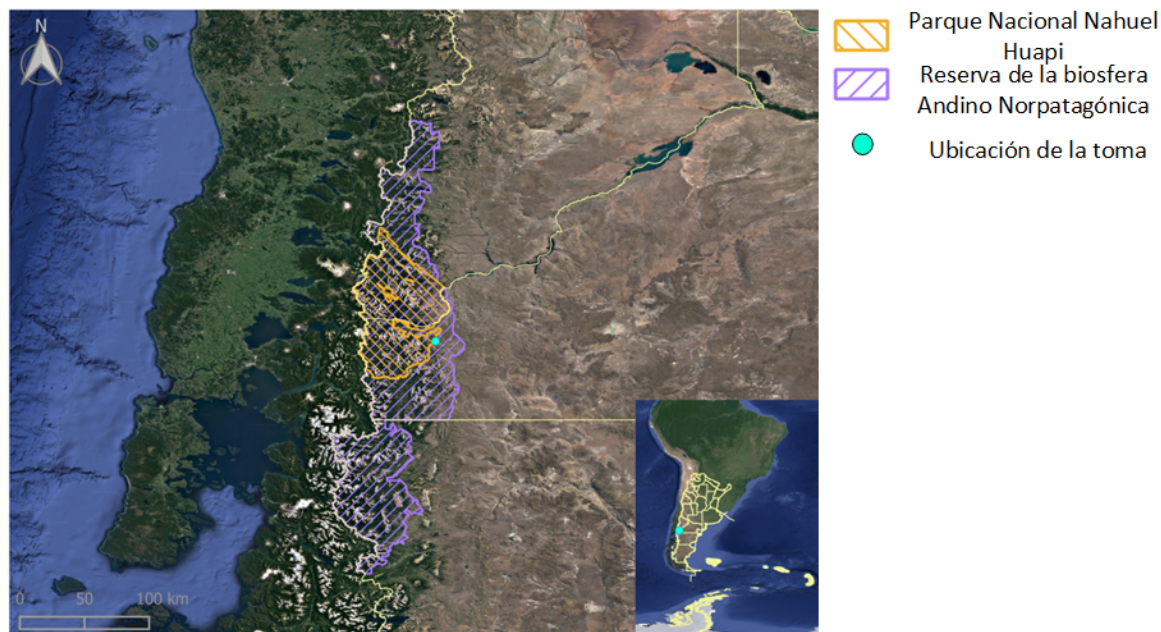 N
Parque Nacional Nahuel
Huapi
Reserva de la biosfera
Andino Norpatagónica
Ubicación de la toma
0 50 100 km